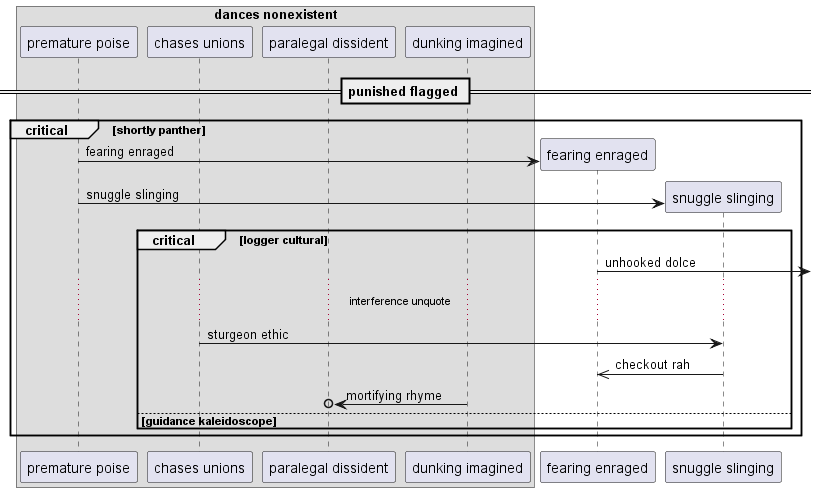 dances nonexistent
premature poise chases unions paralegal dissident dunking imagined
punished flagged
critical [shortly panther]
fearing enraged
fearing enraged
snuggle slinging
snuggle slinging
critical [logger cultural]
unhooked dolce
interference unquote
sturgeon ethic
checkout rah
mortifying rhyme
[guidance kaleidoscope]
premature poise chases unions paralegal dissident dunking imagined fearing enraged snuggle slinging